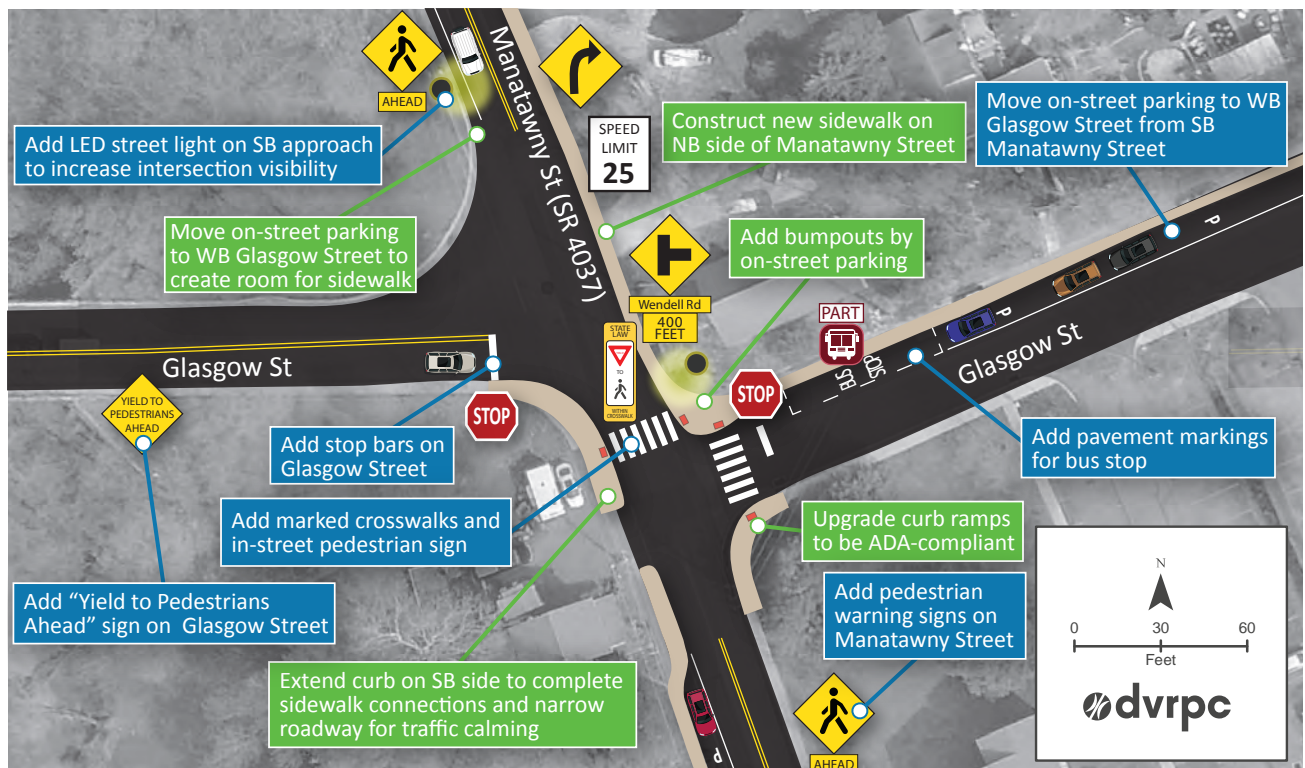 AHEAD
Manatawny St (SR 4037)
SPEED
LIMIT
25
Add LED street light on SB approach
to increase intersection visibility
Construct new sidewalk on
NB side of Manatawny Street
Move on-street parking to WB
Glasgow Street from SB
Manatawny Street
Move on-street parking
to WB Glasgow Street to
create room for sidewalk
Add bumpouts by
on-street parking
P
Wendell Rd
400
FEET
PART
P
BUS
STOP
Glasgow St
STATE
LAW
TO
WITHIN
CROSSWALK
Glasgow St
STOP
STOP
YIELD TO
PEDESTRIANS
AHEAD
Add stop bars on
Glasgow Street
Add pavement markings
for bus stop
Add marked crosswalks and
in-street pedestrian sign
Upgrade curb ramps
to be ADA-compliant
Add "Yield to Pedestrians
Ahead" sign on Glasgow Street
Add pedestrian
warning signs on
Manatawny Street
Extend curb on SB side to complete
sidewalk connections and narrow
roadway for traffic calming
P
AHEAD
N
0 30 60
Feet
dvrpc